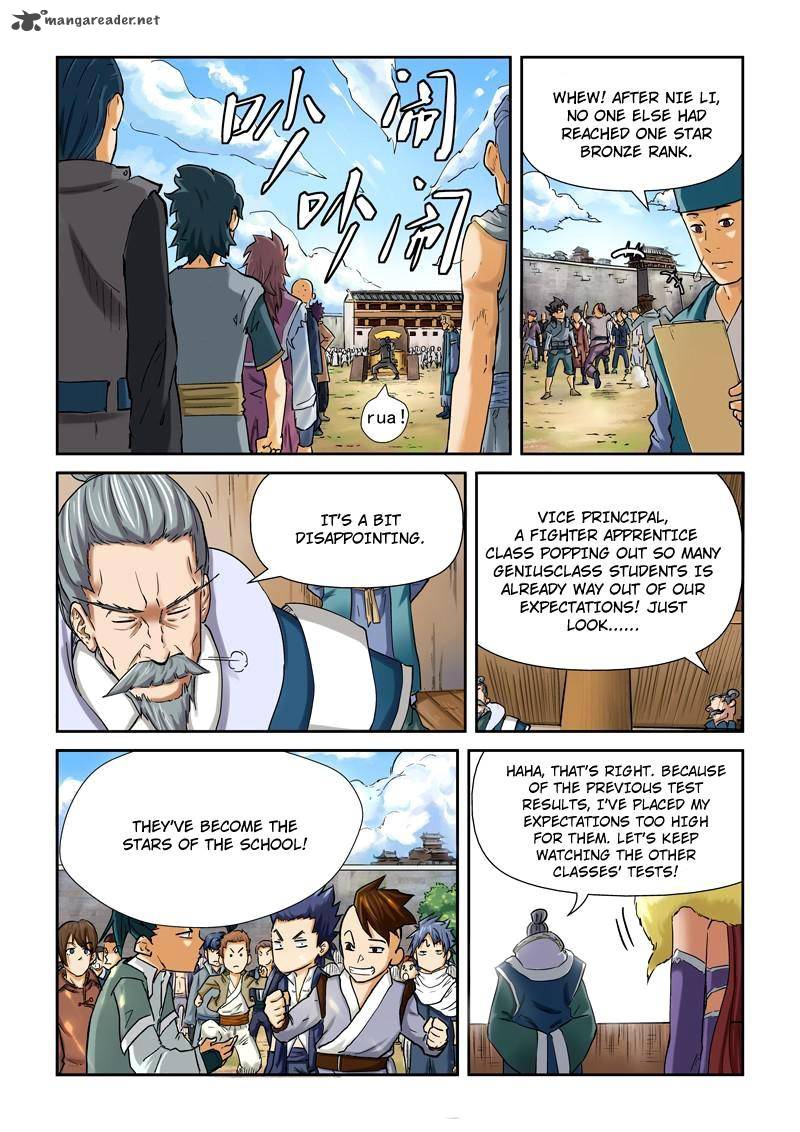 mangareader.net
吵
吵
闹
闹
rua!
WHEW! AFTER NIE LI,
NO ONE ELSE HAD
REACHED ONE STAR
BRONZE RANK.
IT'S A BIT
DISAPPOINTING.
VICE PRINCIPAL,
A FIGHTER APPRENTICE
CLASS POPPING OUT SO MANY
GENIUSCLASS STUDENTS IS
ALREADY WAY OUT OF OUR
EXPECTATIONS! JUST
LOOK......
THEY'VE BECOME THE
STARS OF THE SCHOOL!
HAHA, THAT'S RIGHT. BECAUSE
OF THE PREVIOUS TEST
RESULTS, I'VE PLACED MY
EXPECTATIONS TOO HIGH
FOR THEM. LET'S KEEP
WATCHING THE OTHER
CLASSES' TESTS!